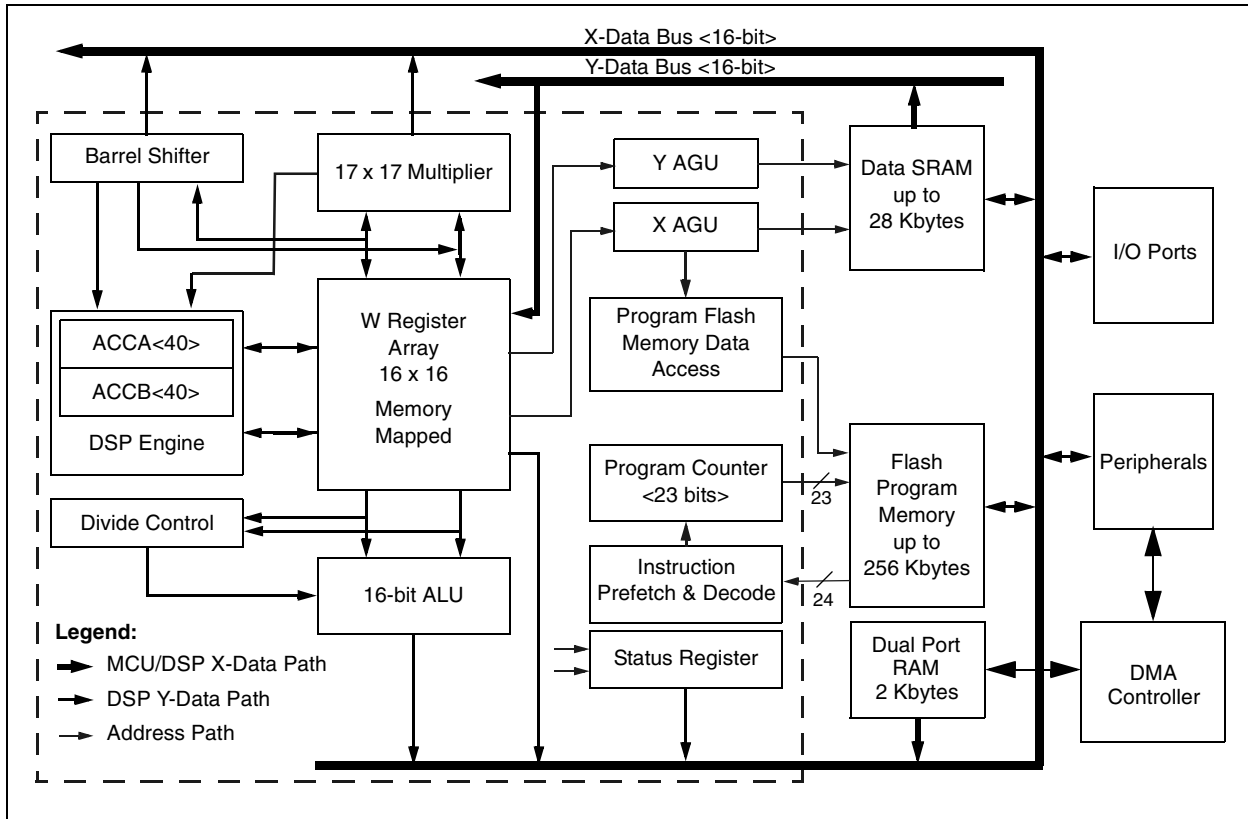 X-Data Bus <16-bit>
Y-Data Bus <16-bit>
Barrel Shifter
17 x 17 Multiplier
Y AGU
X AGU
Data SRAM
up to
28 Kbytes
I/O Ports
W Register
Array
16 x 16
Memory
Mapped
Program Flash
Memory Data
Access
ACCA<40>
ACCB<40>
DSP Engine
Program Counter
<23 bits>
23
Flash
Program
Memory
up to
256 Kbytes
Peripherals
Divide Control
16-bit ALU
Instruction
Prefetch & Decode
24
Status Register
Dual Port
RAM
2 Kbytes
DMA
Controller
Legend:
MCU/DSP X-Data Path
DSP Y-Data Path
Address Path